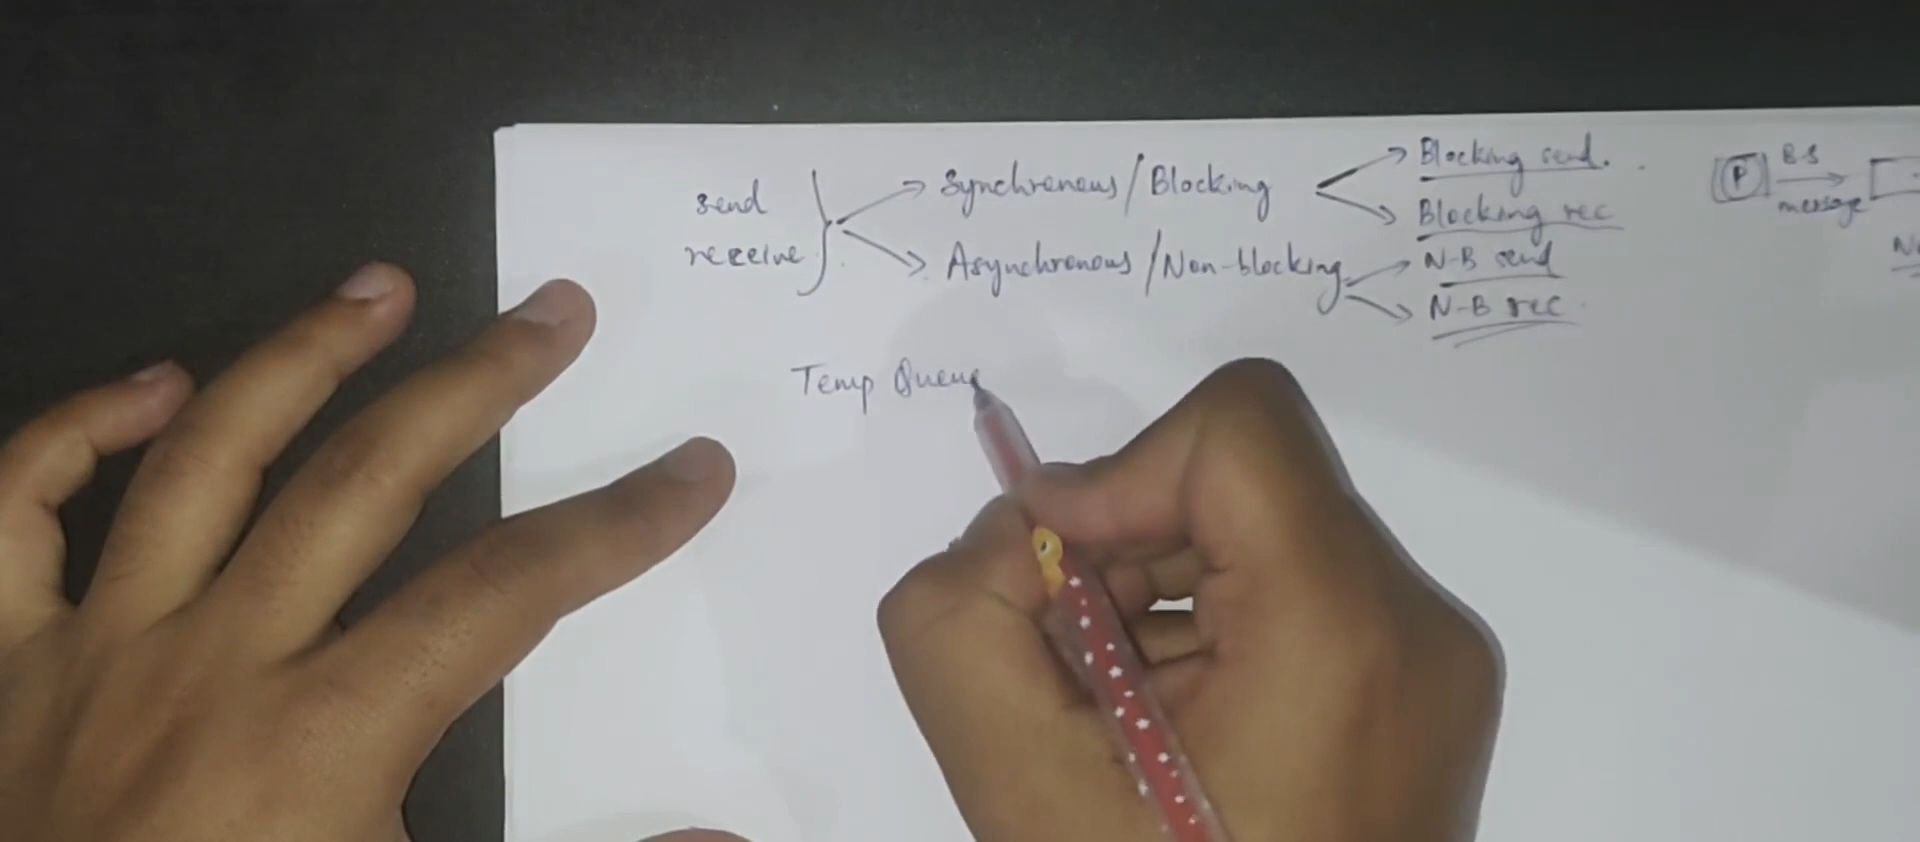 send
receive
Synchronous / Blocking
Asynchronous / Non-blocking
Blocking send.
Blocking rec
N-B send
N-B rec
P
B-S
message
Temp Queue